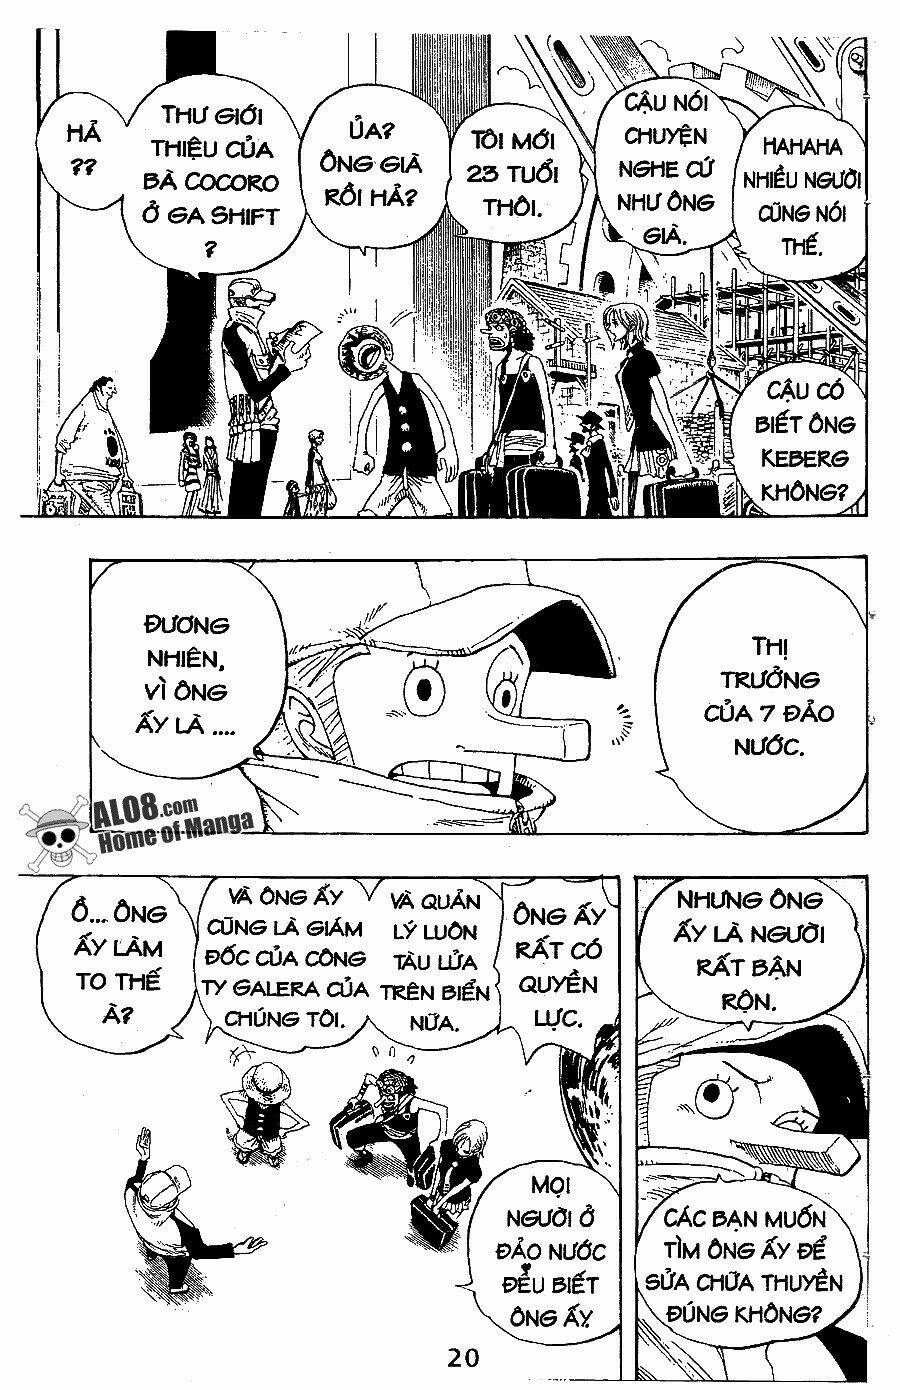 HẢ
??
THƯ GIỚI
THIỆU CỦA
BÀ COCORO
Ở GA SHIFT
?
ỦA?
ÔNG GIÀ
RỒI HẢ?
TÔI MỚI
23 TUỔI
THÔI.
CẬU NÓI
CHUYỆN
NGHE CỨ
NHƯ ÔNG
GIÀ.
HAHAHA
NHIỀU NGƯỜI
CŨNG NÓI
THẾ.
CẬU CÓ
BIẾT ÔNG
KEBERG
KHÔNG?
ĐƯƠNG
NHIÊN,
VÌ ÔNG
ẤY LÀ ....
THỊ
TRƯỞNG
CỦA 7 ĐẢO
NƯỚC.
ALO8.com
Home of Manga
Ồ... ÔNG
ẤY LÀM
TO THẾ
À?
VÀ ÔNG ẤY
CŨNG LÀ GIÁM
ĐỐC CỦA CÔNG
TY GALERA CỦA
CHÚNG TÔI.
VÀ QUẢN
LÝ LUÔN
TÀU LỬA
TRÊN BIỂN
NỮA.
ÔNG ẤY
RẤT CÓ
QUYỀN
LỰC.
MỌI
NGƯỜI Ở
ĐẢO NƯỚC
ĐỀU BIẾT
ÔNG ẤY.
NHƯNG ÔNG
ẤY LÀ NGƯỜI
RẤT BẬN
RỘN.
CÁC BẠN MUỐN
TÌM ÔNG ẤY ĐỂ
SỬA CHỮA THUYỀN
ĐÚNG KHÔNG?
20